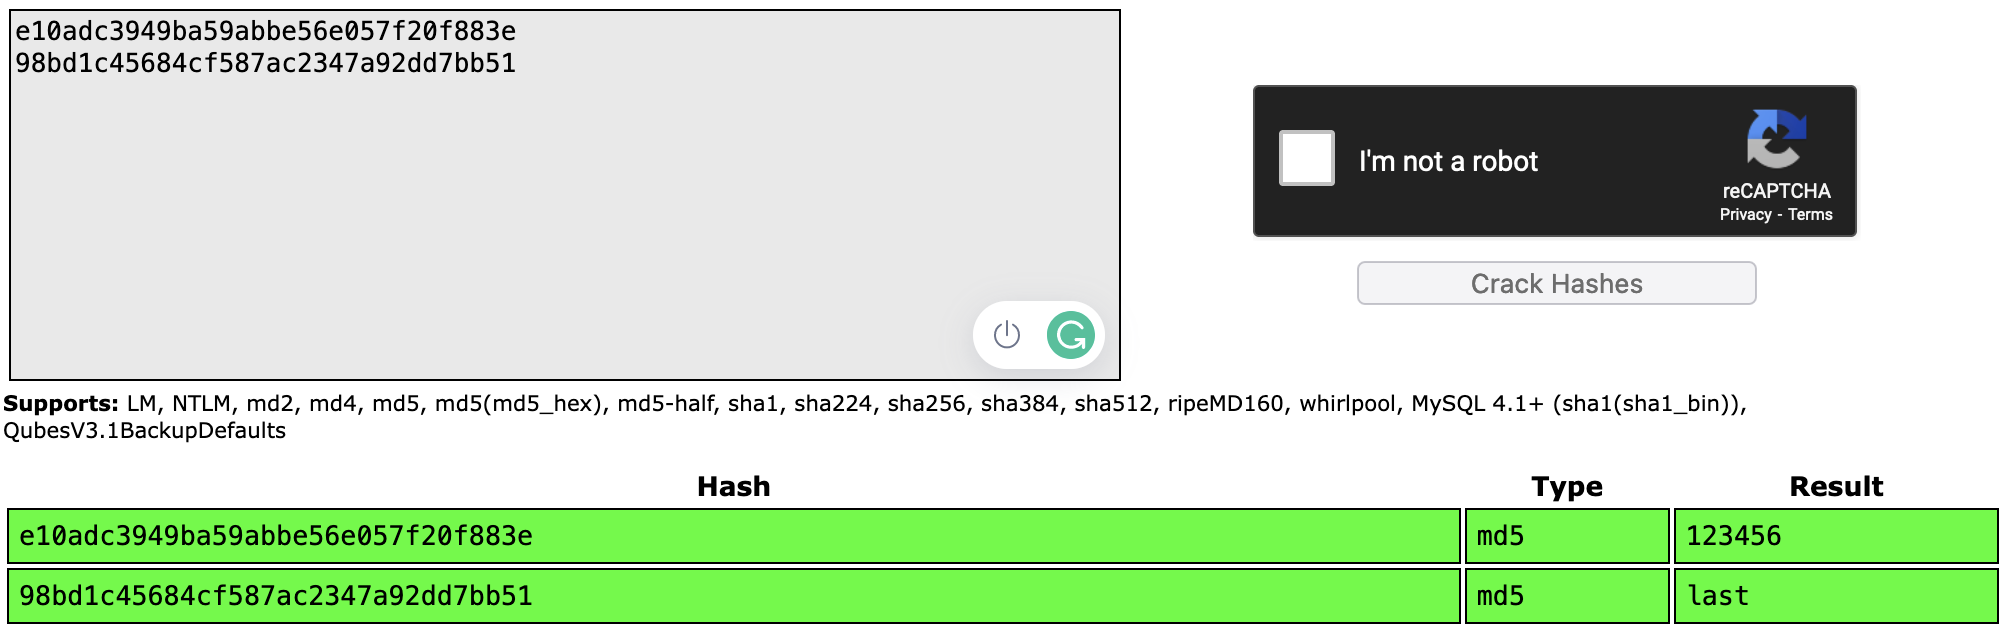 e10adc3949ba59abbe56e057f20f883e
98bd1c45684cf587ac2347a92dd7bb51
I'm not a robot
reCAPTCHA
Privacy - Terms
Crack Hashes
Supports: LM, NTLM, md2, md4, md5, md5(md5_hex), md5-half, sha1, sha224, sha256, sha384, sha512, ripeMD160, whirlpool, MySQL 4.1+ (sha1(sha1_bin)),
QubesV3.1BackupDefaults
Hash Type Result
e10adc3949ba59abbe56e057f20f883e md5 123456
98bd1c45684cf587ac2347a92dd7bb51 md5 last